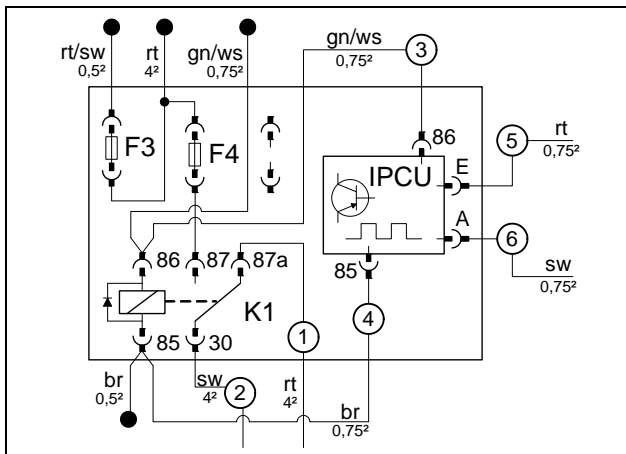 rt/sw
0,5²
rt
4²
gn/ws
0,75²
gn/ws
0,75²
3
F3
F4
86
5
rt
0,75²
IPCU
E
A
6
sw
0,75²
86
87
87a
85
K1
4
85
30
1
br
0,5²
sw
4²
2
rt
4²
br
0,75²